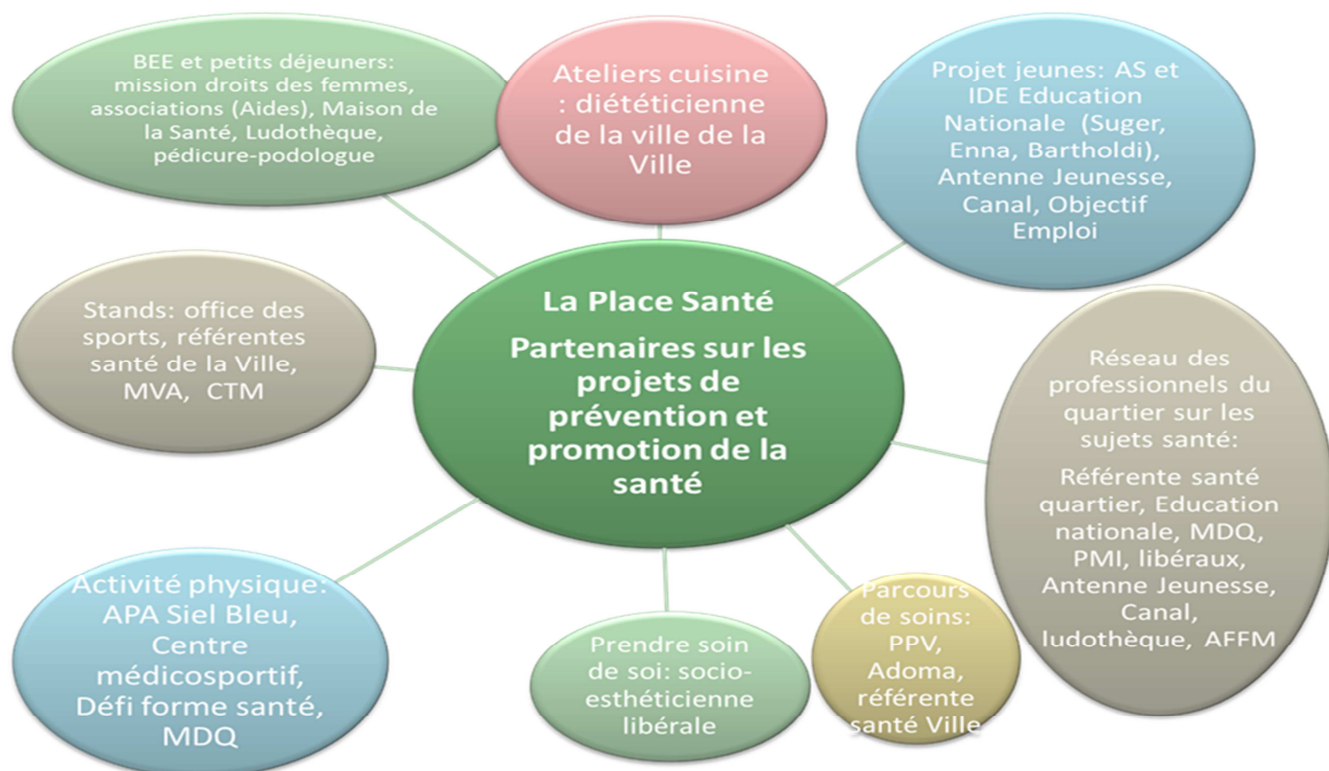 BEE et petits déjeuners:
mission droits des femmes,
associations (Aides), Maison de
la Santé, Ludothèque,
pédicure-podologue
Ateliers cuisine
: diététicienne
de la ville de la
Ville
Projet jeunes: AS et
IDE Education
Nationale (Suger,
Enna, Bartholdi),
Antenne Jeunesse,
Canal, Objectif
Emploi
Stands: office des
sports, référentes
santé de la Ville,
MVA, CTM
La Place Santé
Partenaires sur les
projets de
prévention et
promotion de la
santé
Réseau des
professionnels du
quartier sur les
sujets santé:
Référente santé
quartier, Education
nationale, MDQ,
PMI, libéraux,
Antenne Jeunesse,
Canal,
ludothèque, AFFM
Activité physique:
APA Siel Bleu,
Centre
médicosportif,
Défi forme santé,
MDQ
Prendre soin
de soi: socio-
esthéticienne
libérale
Parcours
de soins:
PPV,
Adoma,
référente
santé Ville